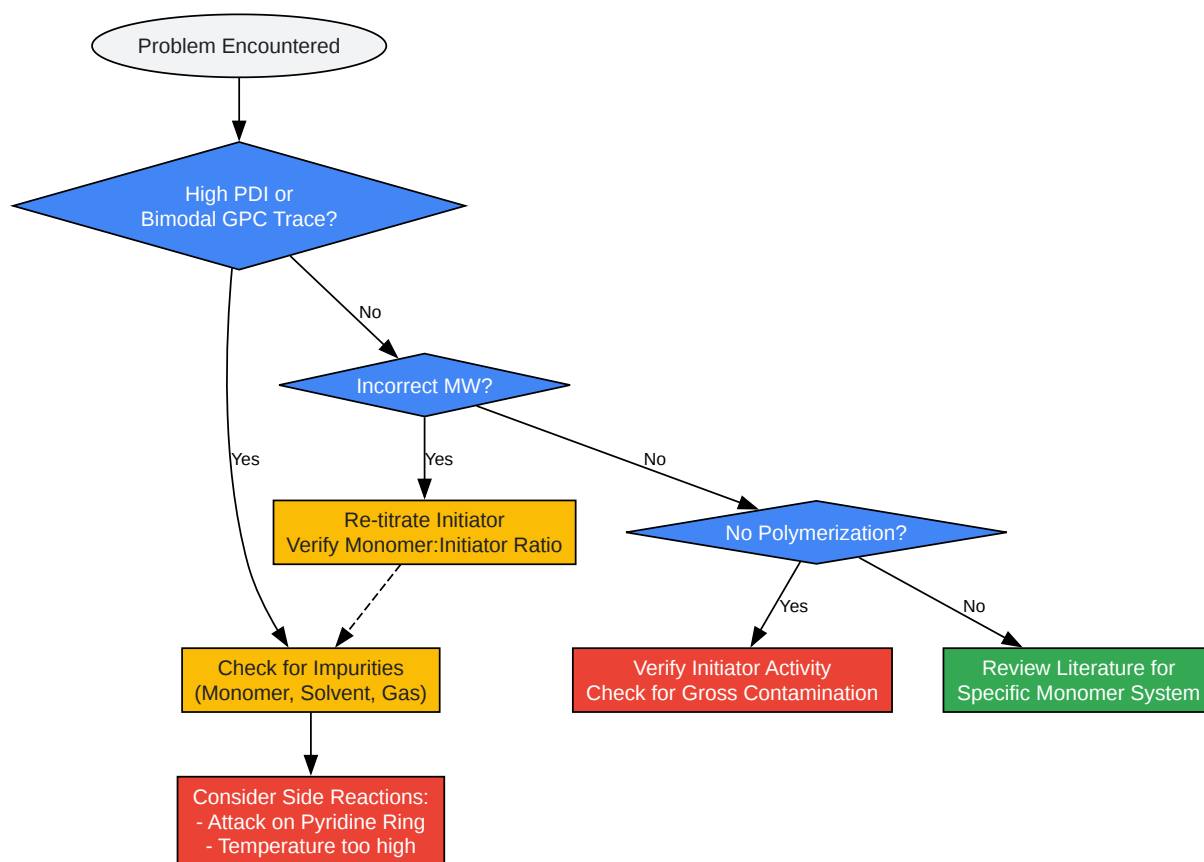 Problem Encountered
High PDI or
Bimodal GPC Trace?
No
Incorrect MW?
Yes
Yes
No
Re-titrate Initiator
Verify Monomer:Initiator Ratio
No Polymerization?
Yes
No
Check for Impurities
(Monomer, Solvent, Gas)
Verify Initiator Activity
Check for Gross Contamination
Review Literature for
Specific Monomer System
Consider Side Reactions:
- Attack on Pyridine Ring
- Temperature too high